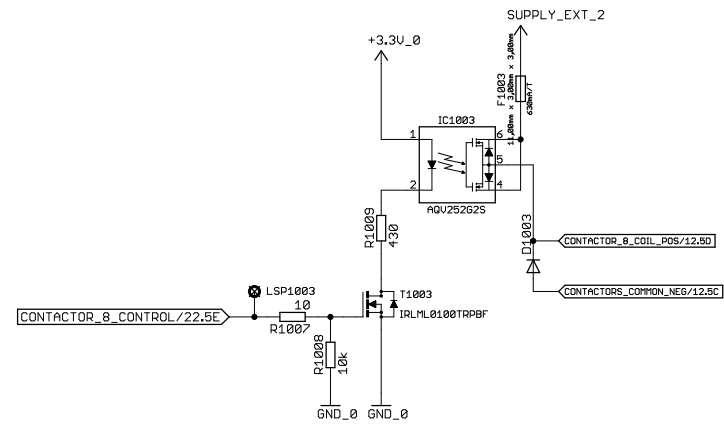 SUPPLY_EXT_2
+3.3V_0
11,00mm x 3,00mm x 3,00mm
F1003
630mA/T
IC1003
1
6
5
2
4
AQV252G2S
R1009
430
D1003
CONTACTOR_8_COIL_POS/12.5D
CONTACTORS_COMMON_NEG/12.5C
LSP1003
T1003
IRLML0100TRPBF
CONTACTOR_8_CONTROL/22.5E
10
R1007
R1008
10k
GND_0
GND_0